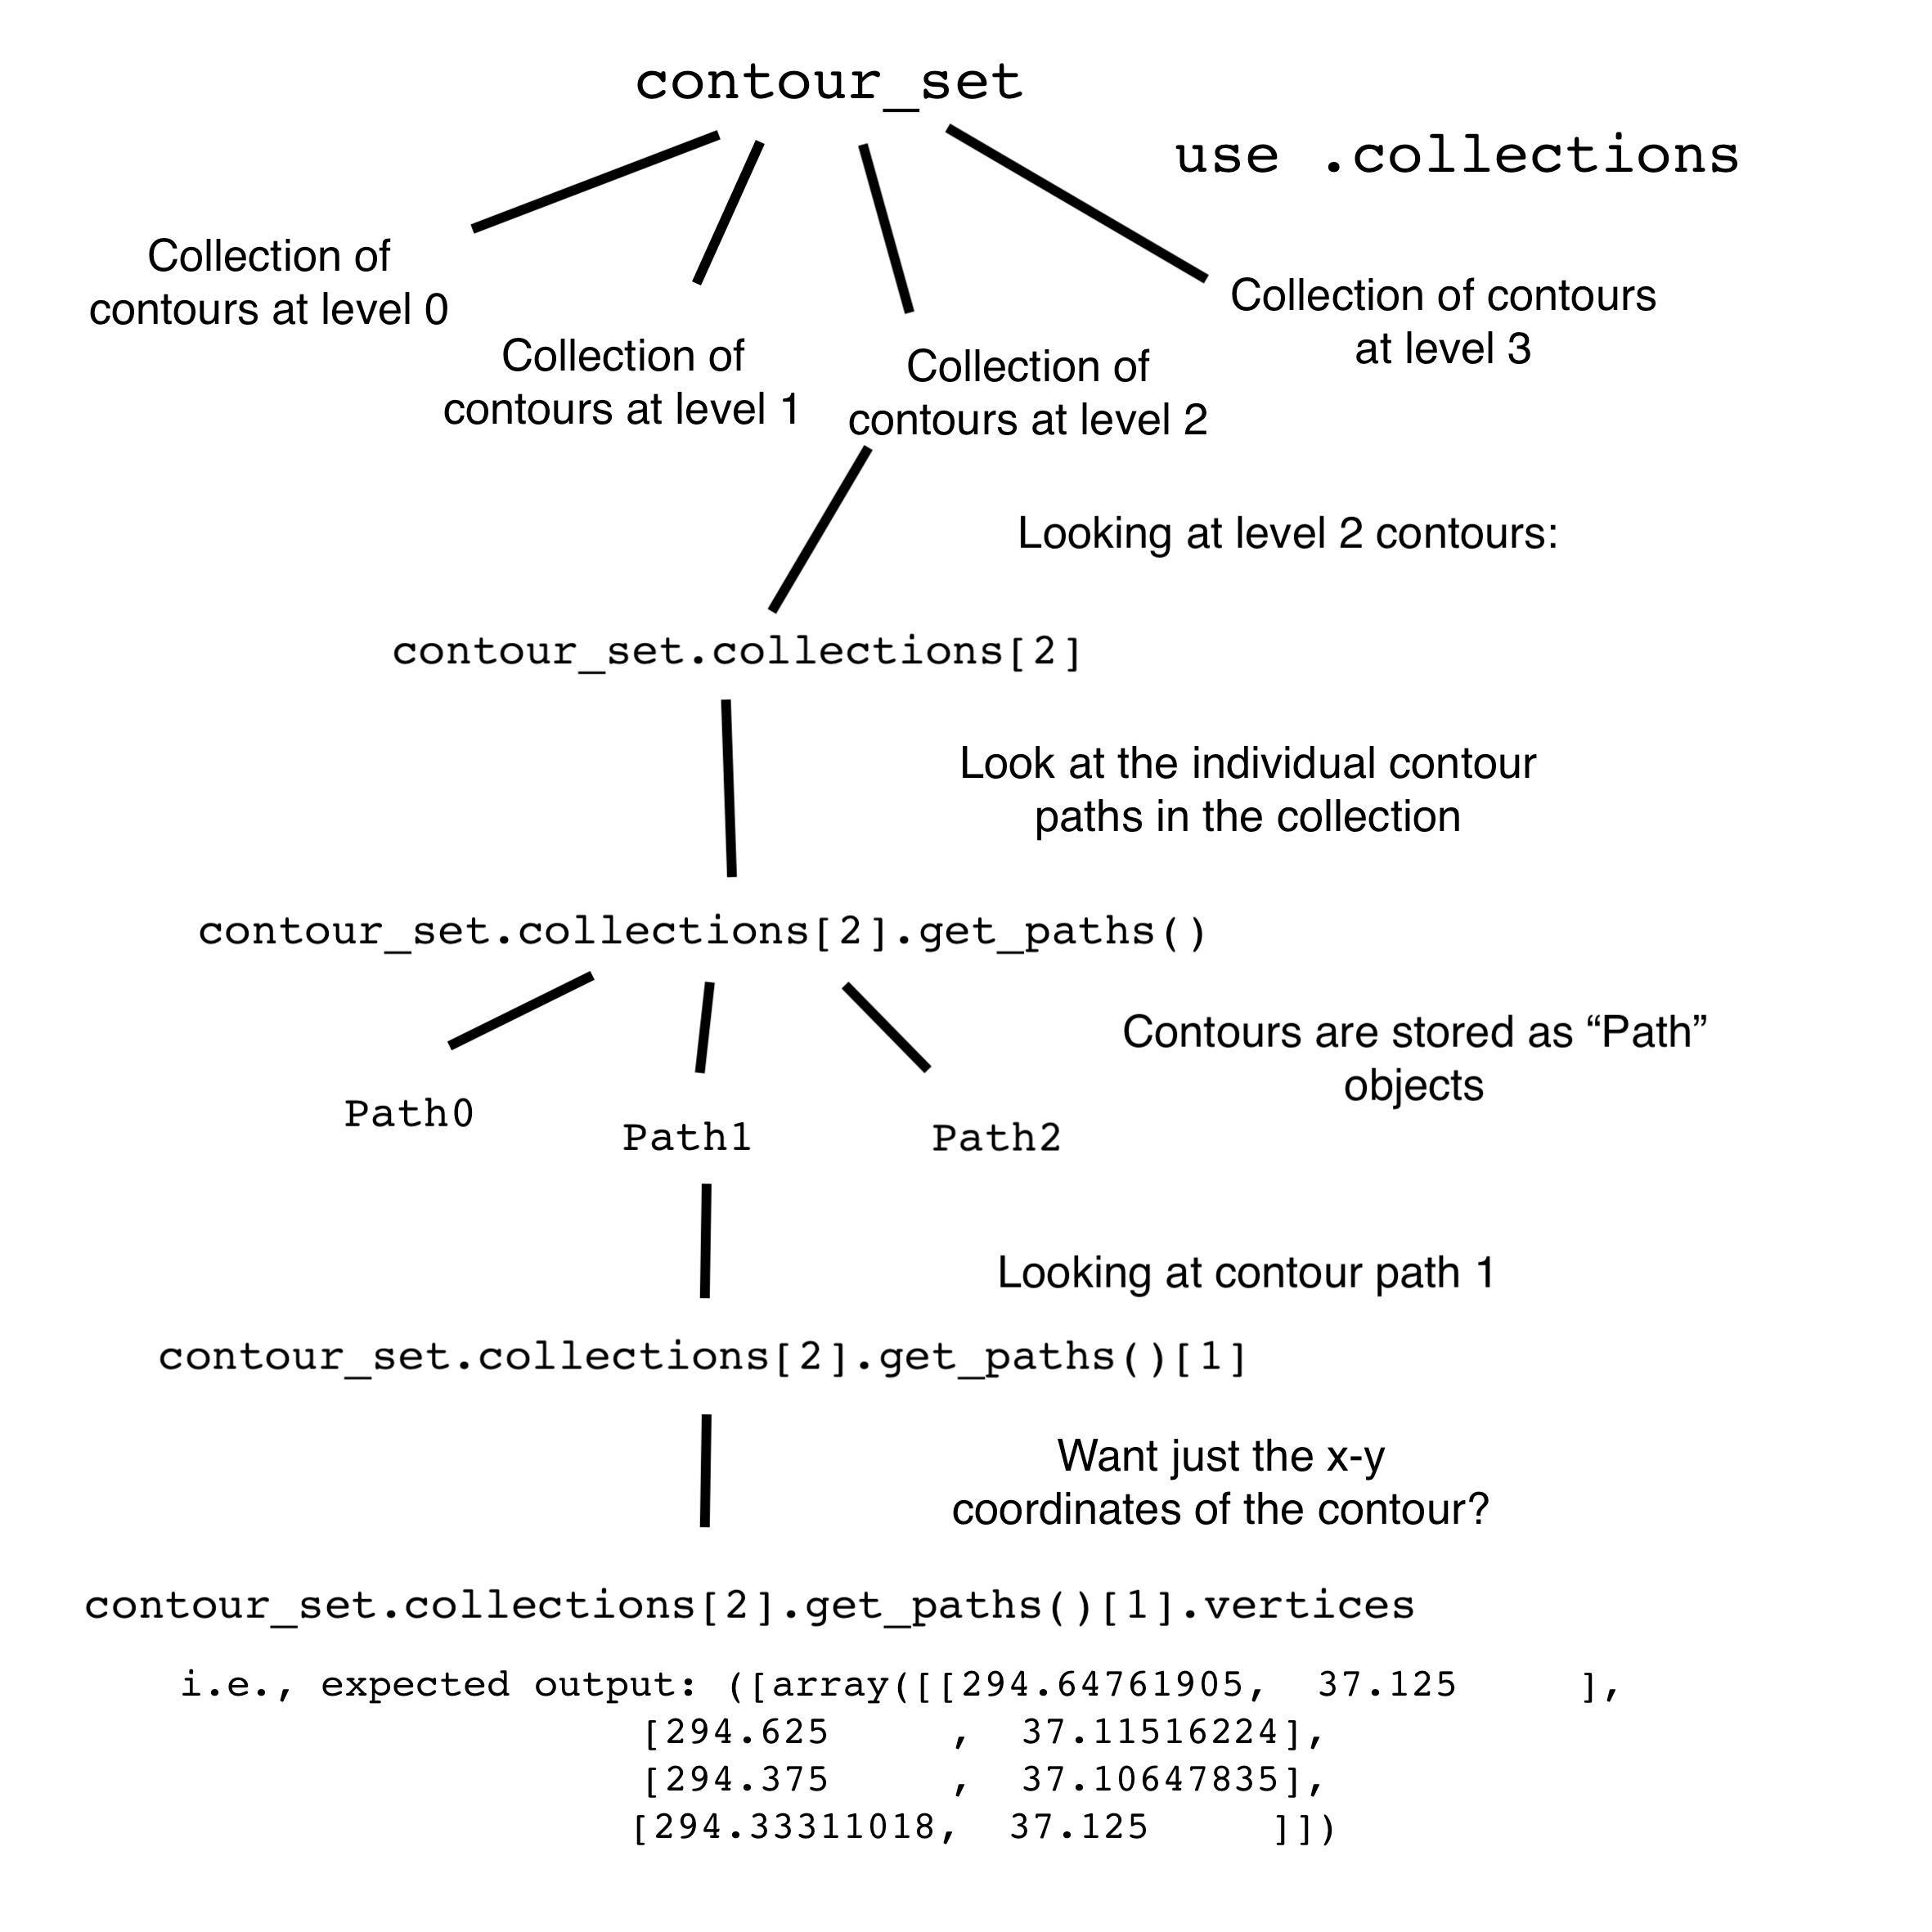 contour_set
use .collections
Collection of
contours at level 0
Collection of
contours at level 1
Collection of
contours at level 2
Collection of contours
at level 3
Looking at level 2 contours:
contour_set.collections[2]
Look at the individual contour
paths in the collection
contour_set.collections[2].get_paths()
Contours are stored as “Path”
objects
Path0
Path1
Path2
Looking at contour path 1
contour_set.collections[2].get_paths()[1]
Want just the x-y
coordinates of the contour?
contour_set.collections[2].get_paths()[1].vertices
i.e., expected output: ([array([[294.64761905,  37.125     ],
[294.625     ,  37.11516224],
[294.375     ,  37.10647835],
[294.33311018,  37.125     ]])